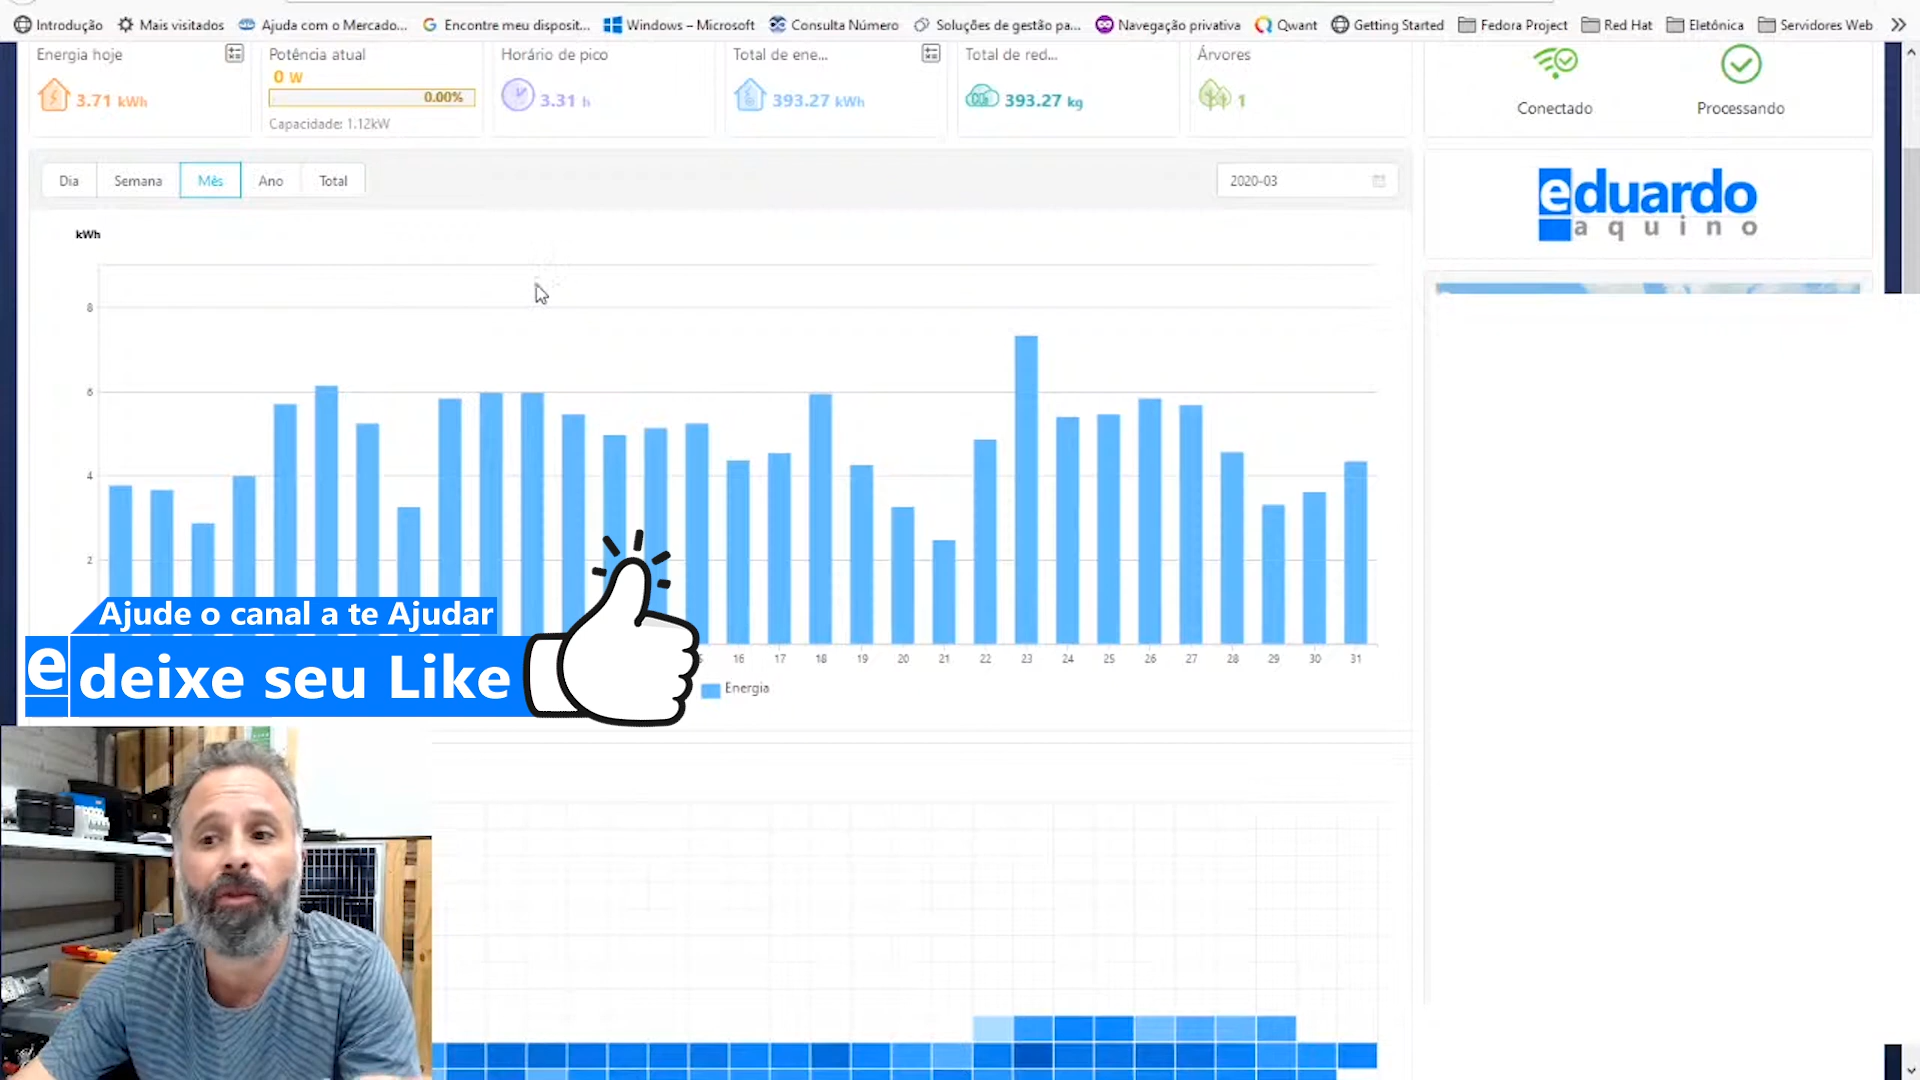 Introdução Mais visitados Ajuda com o Mercado... Encontre meu disposit... Windows – Microsoft Consulta Número Soluções de gestão pa... Navegação privativa Qwant Getting Started Fedora Project Red Hat Eletônica Servidores Web
Energia hoje Potência atual Horário de pico Total de ene... Total de red... Árvores
0 W
3.71 kWh 0.00% 3.31 h 393.27 kWh 393.27 kg 1
Capacidade: 1.12kW
Conectado Processando
Dia Semana Mês Ano Total 2020-03
eduardo
aquino
kWh
8
6
4
2
16 17 18 19 20 21 22 23 24 25 26 27 28 29 30 31
Energia
Ajude o canal a te Ajudar
e deixe seu Like